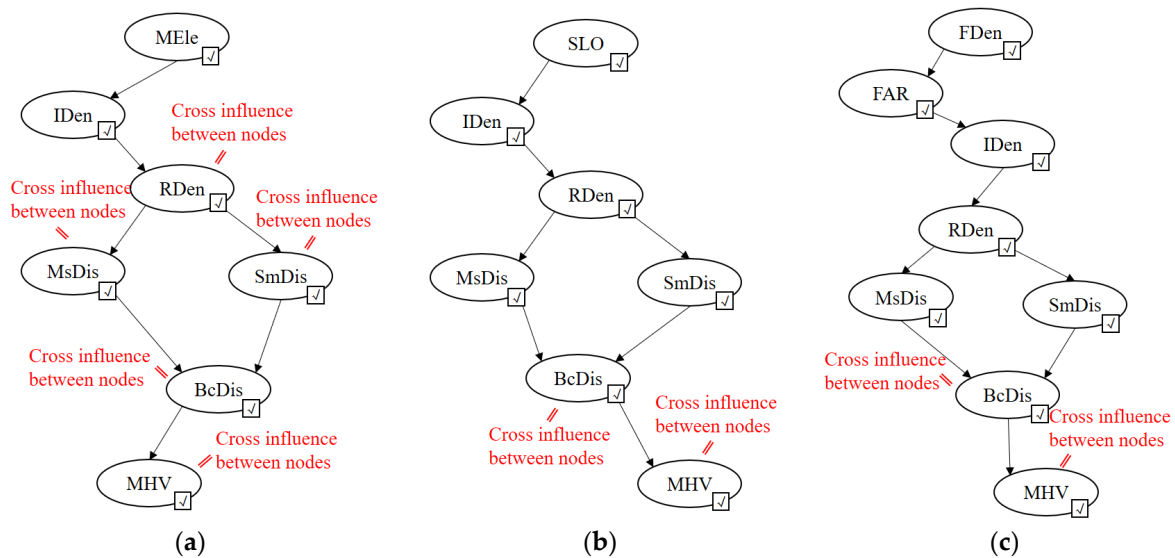 MEle
√
IDen
√
Cross influence
between nodes
RDen
√
Cross influence
between nodes
Cross influence
between nodes
MsDis
√
SmDis
√
Cross influence
between nodes
BcDis
√
Cross influence
between nodes
MHV
√
(a)
SLO
√
IDen
√
RDen
√
MsDis
√
SmDis
√
BcDis
√
Cross influence
between nodes
Cross influence
between nodes
MHV
√
(b)
FDen
√
FAR
√
IDen
√
RDen
√
MsDis
√
SmDis
√
Cross influence
between nodes
BcDis
√
Cross influence
between nodes
MHV
√
(c)